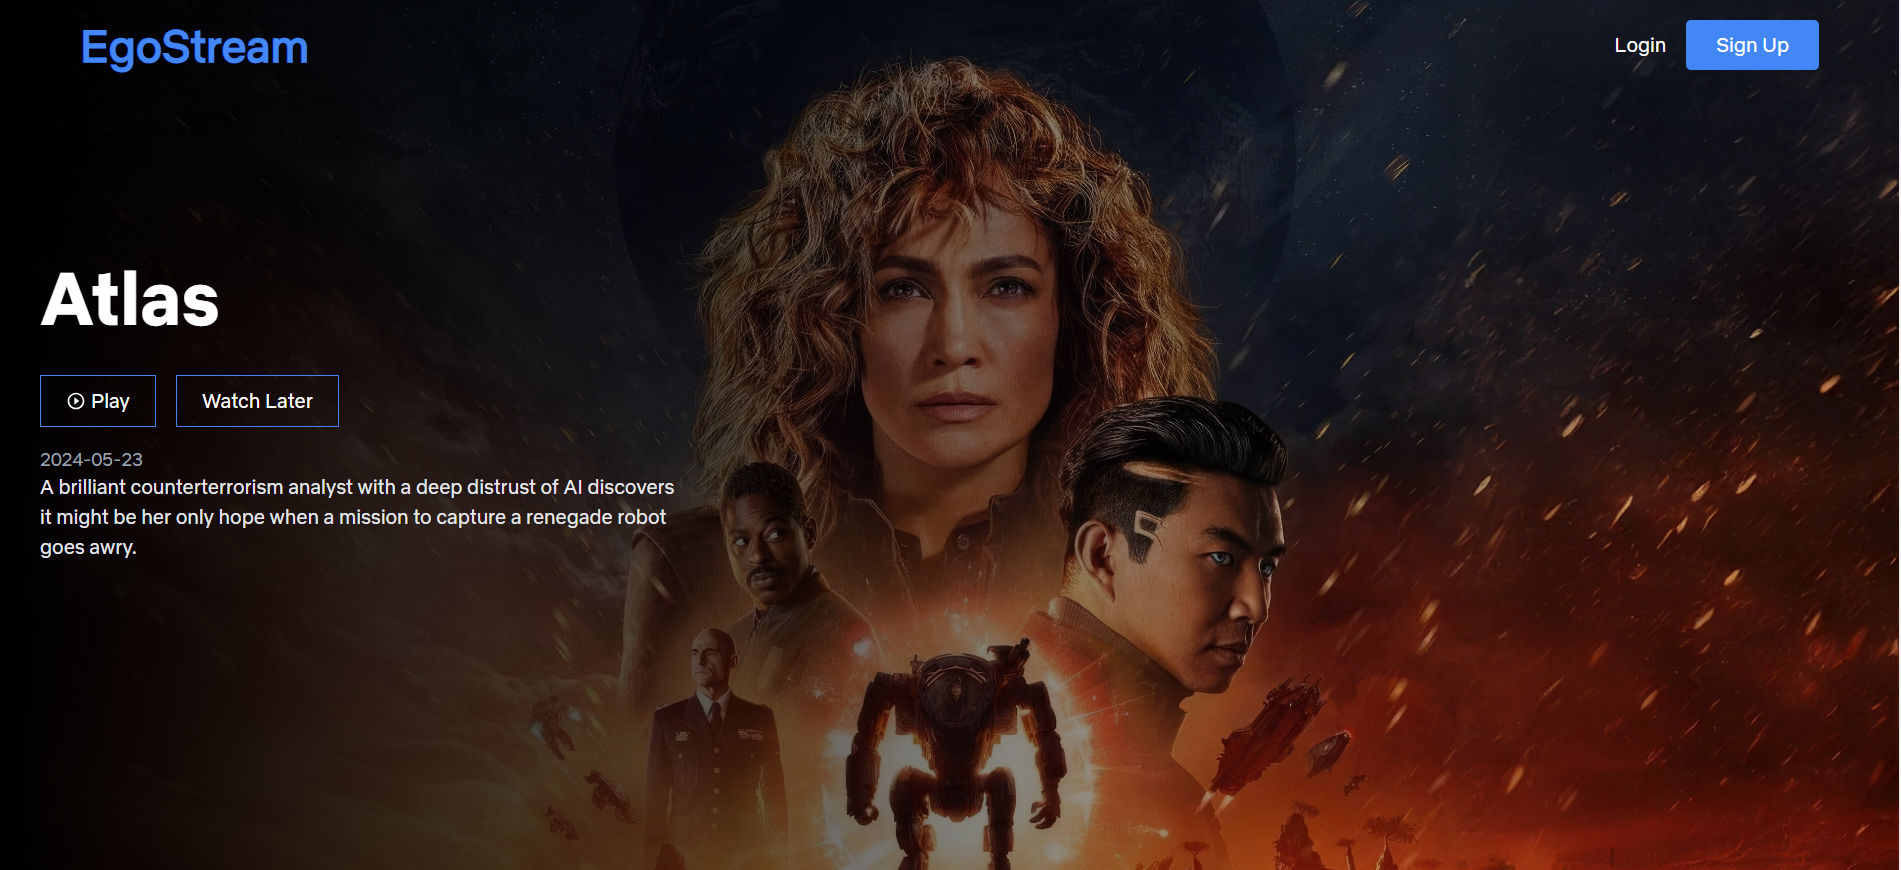 EgoStream
Login
Sign Up
Atlas
Play
Watch Later
2024-05-23
A brilliant counterterrorism analyst with a deep distrust of AI discovers
it might be her only hope when a mission to capture a renegade robot
goes awry.